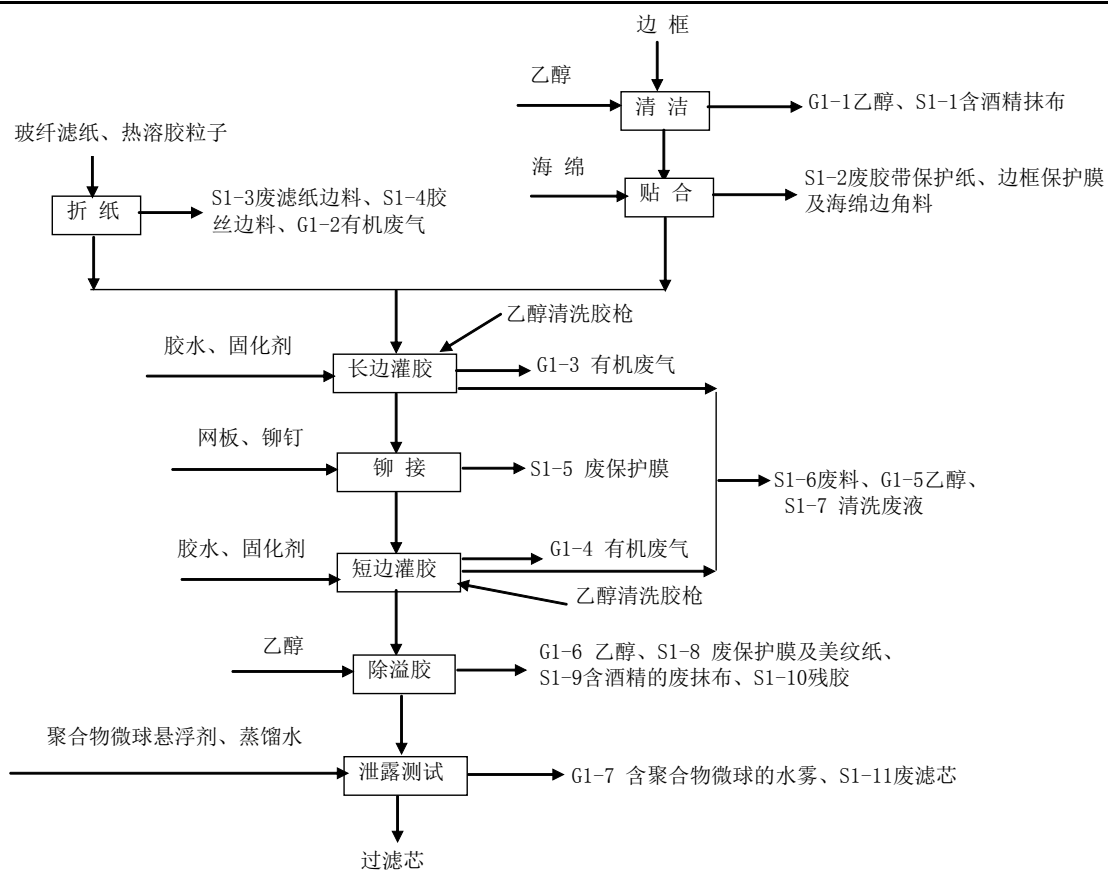 边 框
乙醇
清 洁
G1-1乙醇、S1-1含酒精抹布
玻纤滤纸、热溶胶粒子
海 绵
贴 合
S1-2废胶带保护纸、边框保护膜
及海绵边角料
折 纸
S1-3废滤纸边料、S1-4胶
丝边料、G1-2有机废气
乙醇清洗胶枪
胶水、固化剂
长边灌胶
G1-3 有机废气
网板、铆钉
铆 接
S1-5 废保护膜
S1-6废料、G1-5乙醇、
S1-7 清洗废液
胶水、固化剂
短边灌胶
G1-4 有机废气
乙醇清洗胶枪
乙醇
除溢胶
G1-6 乙醇、S1-8 废保护膜及美纹纸、
S1-9含酒精的废抹布、S1-10残胶
聚合物微球悬浮剂、蒸馏水
泄露测试
G1-7 含聚合物微球的水雾、S1-11废滤芯
过滤芯